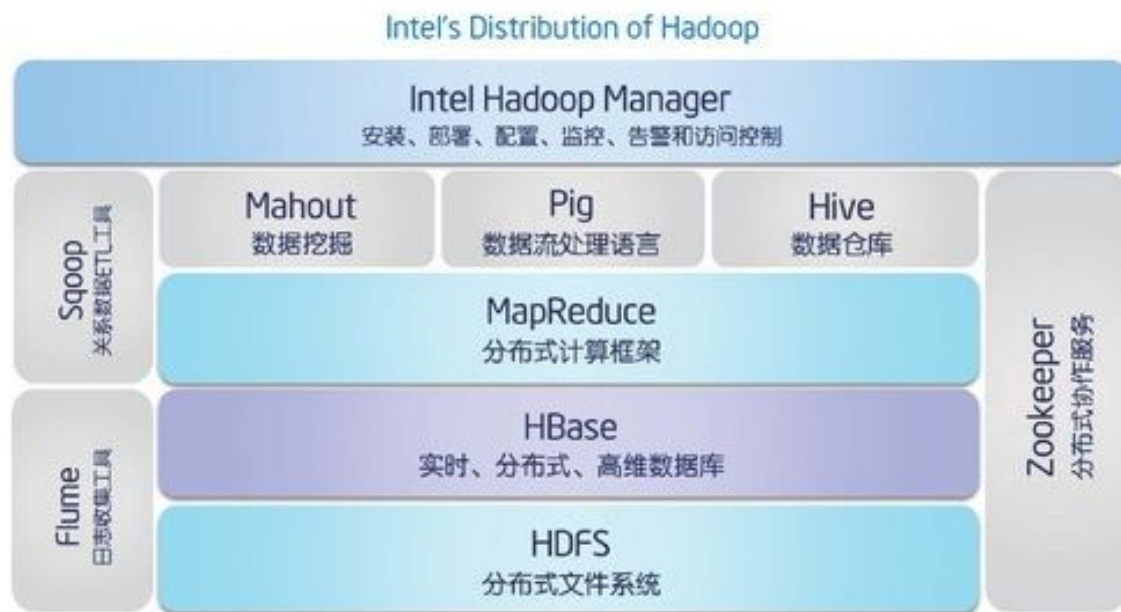 Intel's Distribution of Hadoop
Intel Hadoop Manager
安装、部署、配置、监控、告警和访问控制
Sqoop
关系数据ETL工具
Mahout
数据挖掘
Pig
数据流处理语言
Hive
数据仓库
MapReduce
分布式计算框架
Zookeeper
分布式协作服务
Flume
日志收集工具
HBase
实时、分布式、高维数据库
HDFS
分布式文件系统